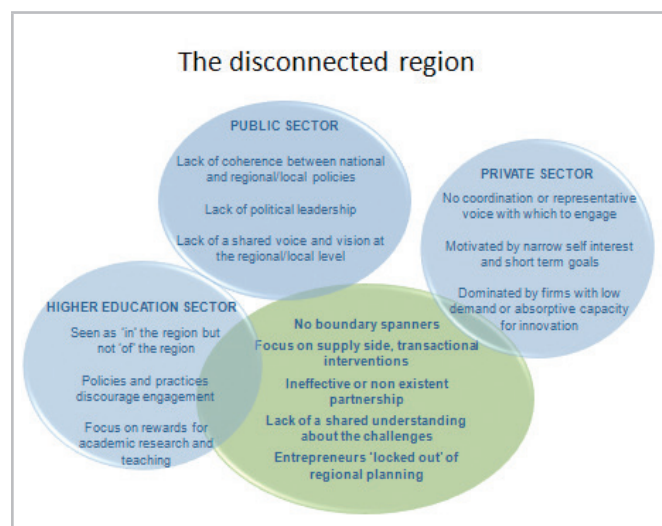 The disconnected region
PUBLIC SECTOR
Lack of coherence between national
and regional/local policies
Lack of political leadership
Lack of a shared voice and vision at
the regional/local level
PRIVATE SECTOR
No coordination or representative
voice with which to engage
Motivated by narrow self interest
and short term goals
Dominated by firms with low
demand or absorptive capacity
for innovation
HIGHER EDUCATION SECTOR
Seen as 'in' the region but
not 'of' the region
Policies and practices
discourage engagement
Focus on rewards for
academic research and
teaching
No boundary spanners
Focus on supply side, transactional
interventions
Ineffective or non existent
partnership
Lack of a shared understanding
about the challenges
Entrepreneurs 'locked out' of
regional planning